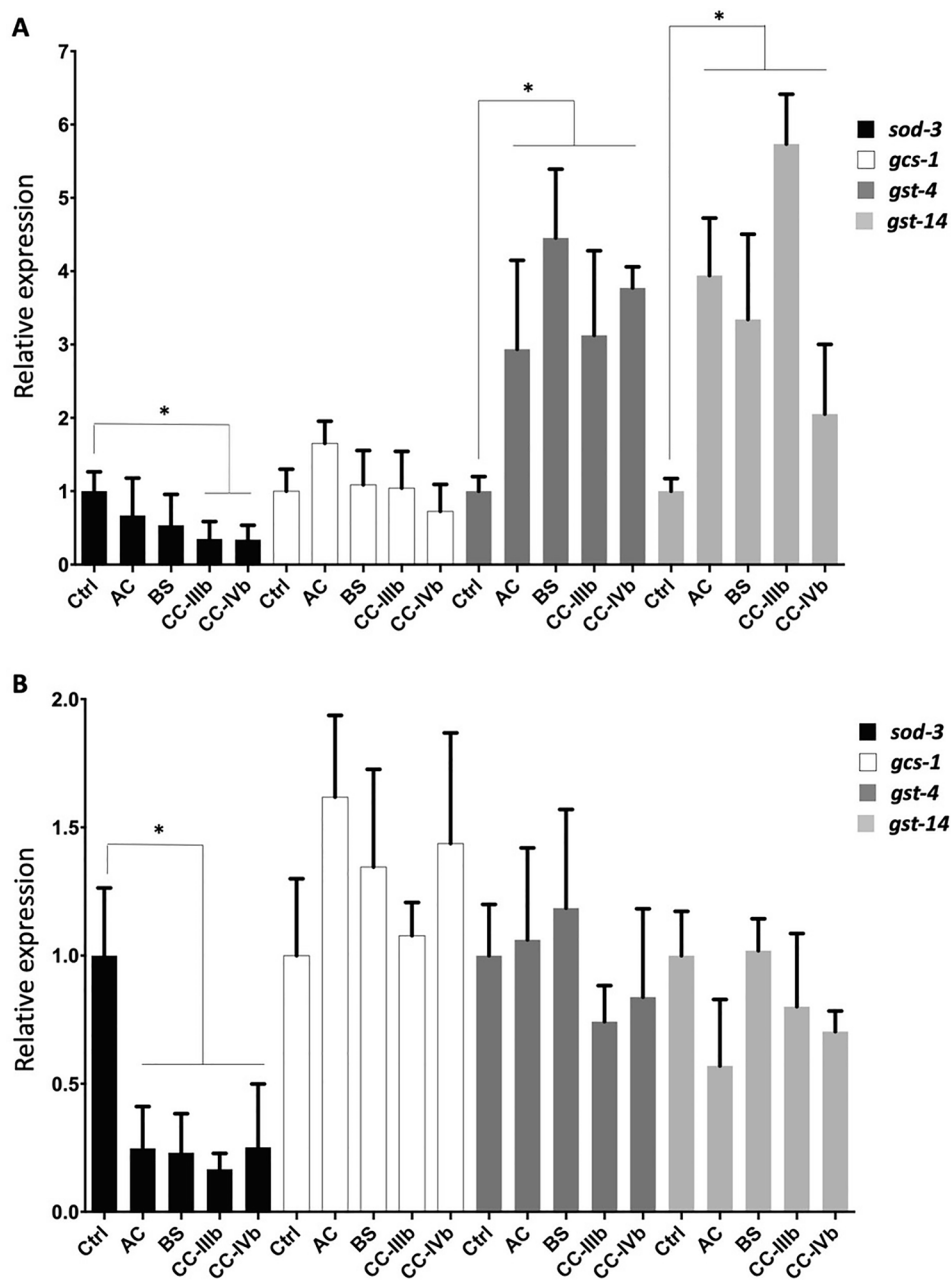 A
*
*
*
7
6
5
4
3
2
1
0
Relative expression
sod-3
gcs-1
gst-4
gst-14
Ctrl AC BS CC-IIIb CC-IVb Ctrl AC BS CC-IIIb CC-IVb Ctrl AC BS CC-IIIb CC-IVb Ctrl AC BS CC-IIIb CC-IVb
B
*
2.0
1.5
1.0
0.5
0.0
Relative expression
sod-3
gcs-1
gst-4
gst-14
Ctrl AC BS CC-IIIb CC-IVb Ctrl AC BS CC-IIIb CC-IVb Ctrl AC BS CC-IIIb CC-IVb Ctrl AC BS CC-IIIb CC-IVb